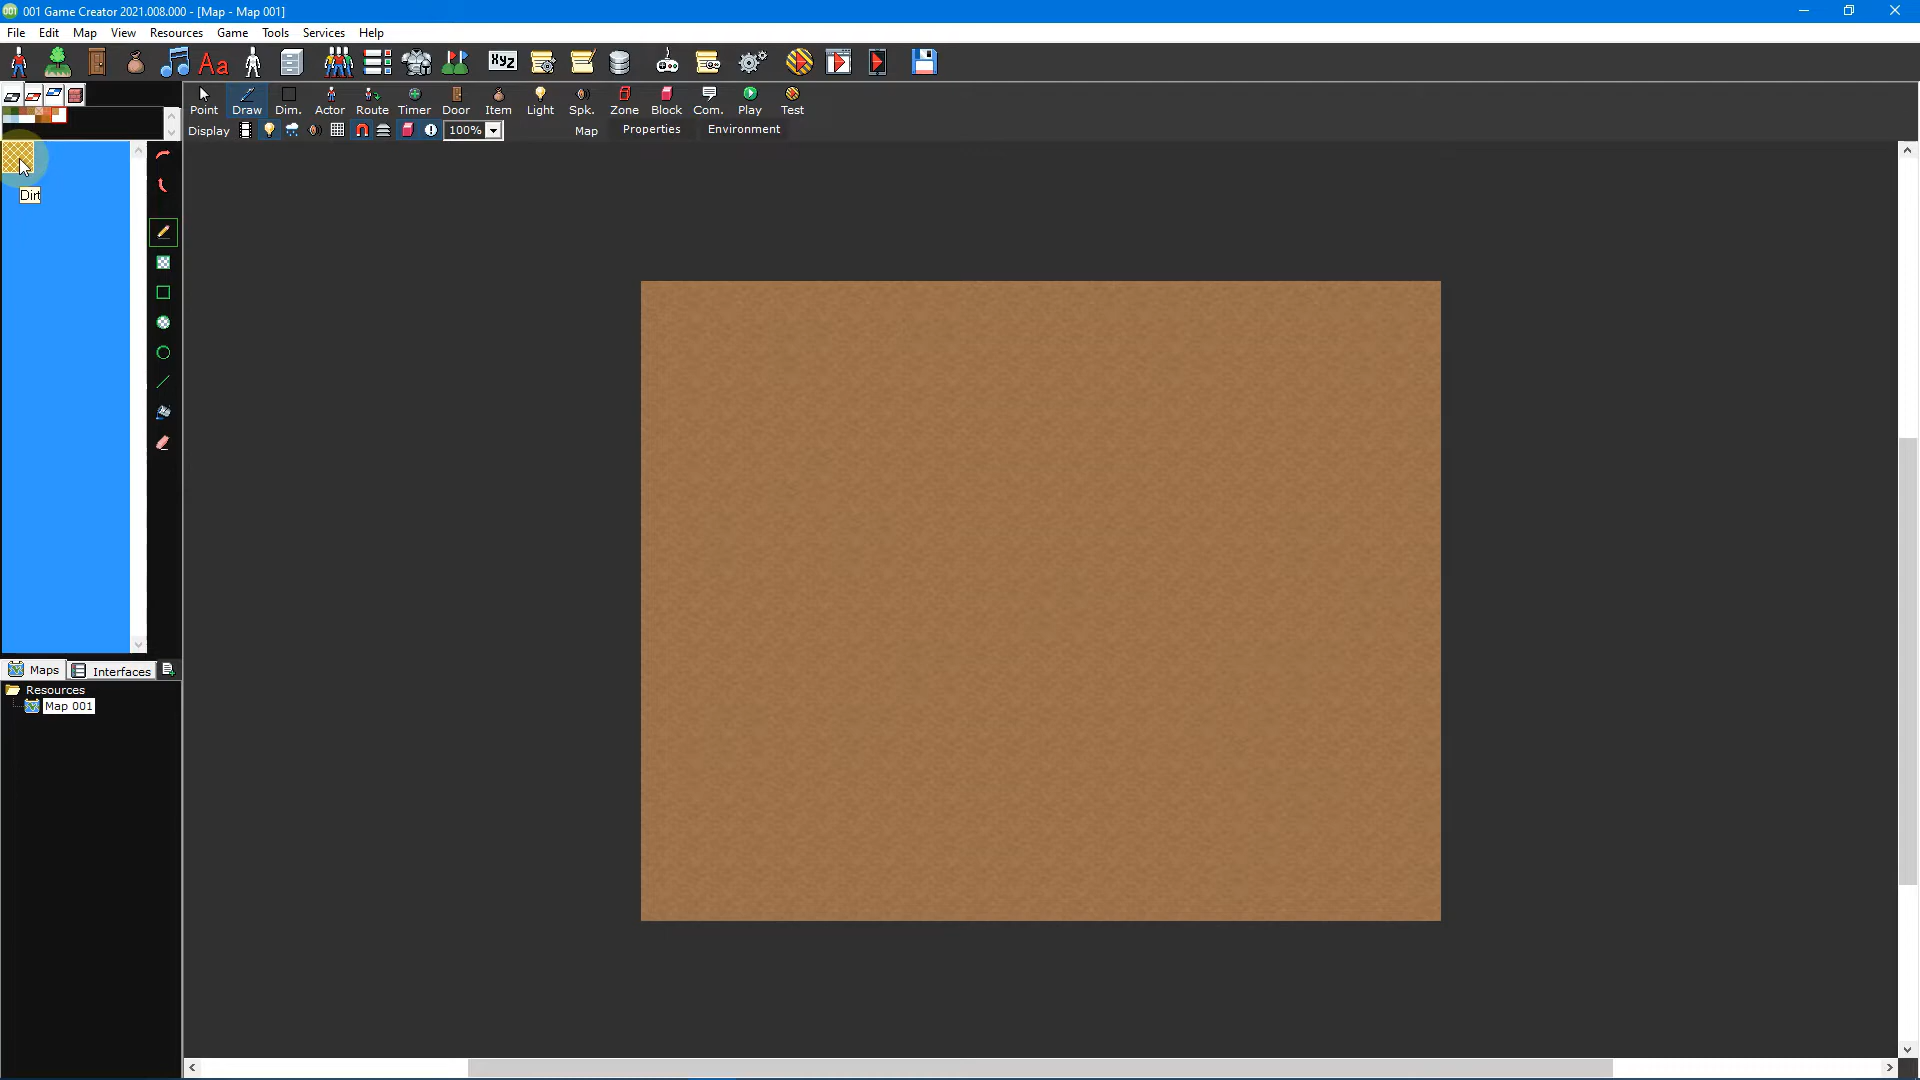 001 Game Creator 2021.008.000 - [Map - Map 001]
File Edit Map View Resources Game Tools Services Help
Aa
Xyz
Point Draw Dim. Actor Route Timer Door Item Light Spk. Zone Block Com. Play Test
Display 100% Map Properties Environment
Dirt
Maps Interfaces
Resources
Map 001